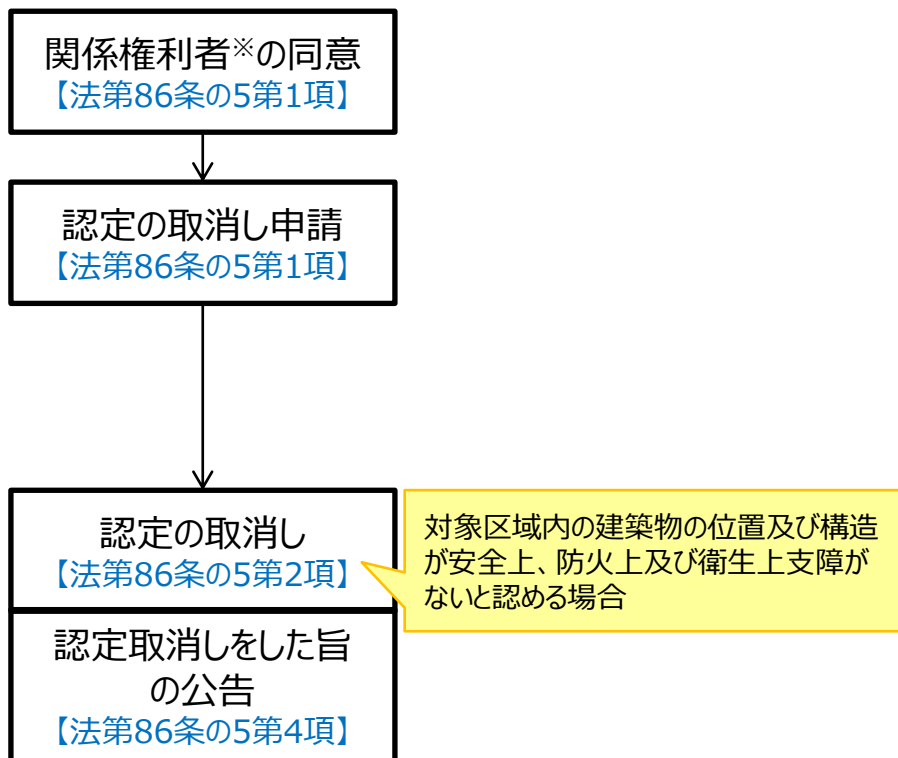 関係権利者※の同意
【法第86条の5第1項】
認定の取消し申請
【法第86条の5第1項】
認定の取消し
【法第86条の5第2項】
対象区域内の建築物の位置及び構造
が安全上、防火上及び衛生上支障が
ないと認める場合
認定取消しをした旨
の公告
【法第86条の5第4項】